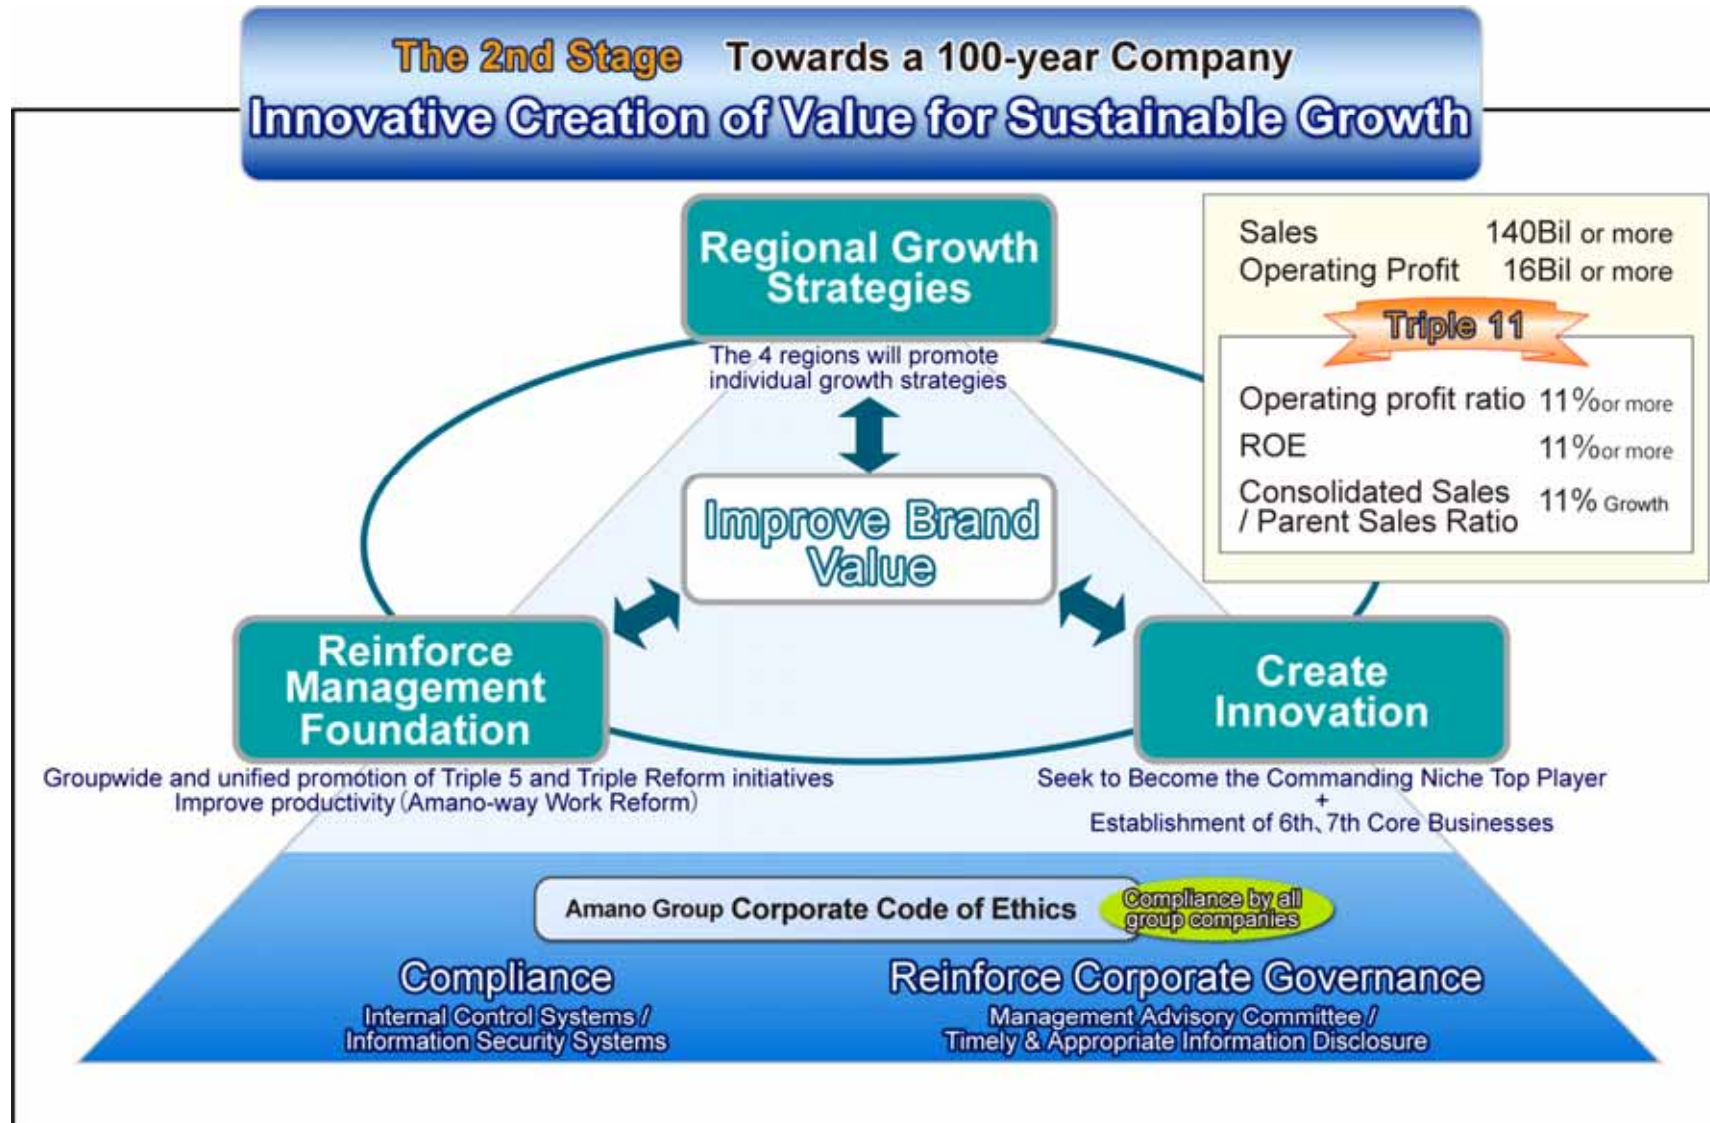 The 2nd Stage Towards a 100-year Company
Innovative Creation of Value for Sustainable Growth
Regional Growth
Strategies
The 4 regions will promote
individual growth strategies
Sales 140Bil or more
Operating Profit 16Bil or more
Triple 11
Operating profit ratio 11%or more
ROE 11%or more
Consolidated Sales
/ Parent Sales Ratio 11% Growth
Improve Brand
Value
Reinforce
Management
Foundation
Groupwide and unified promotion of Triple 5 and Triple Reform initiatives
Improve productivity（Amano-way Work Reform）
Create
Innovation
Seek to Become the Commanding Niche Top Player
+
Establishment of 6th、7th Core Businesses
Amano Group Corporate Code of Ethics
Compliance by all
group companies
Compliance
Internal Control Systems /
Information Security Systems
Reinforce Corporate Governance
Management Advisory Committee /
Timely & Appropriate Information Disclosure